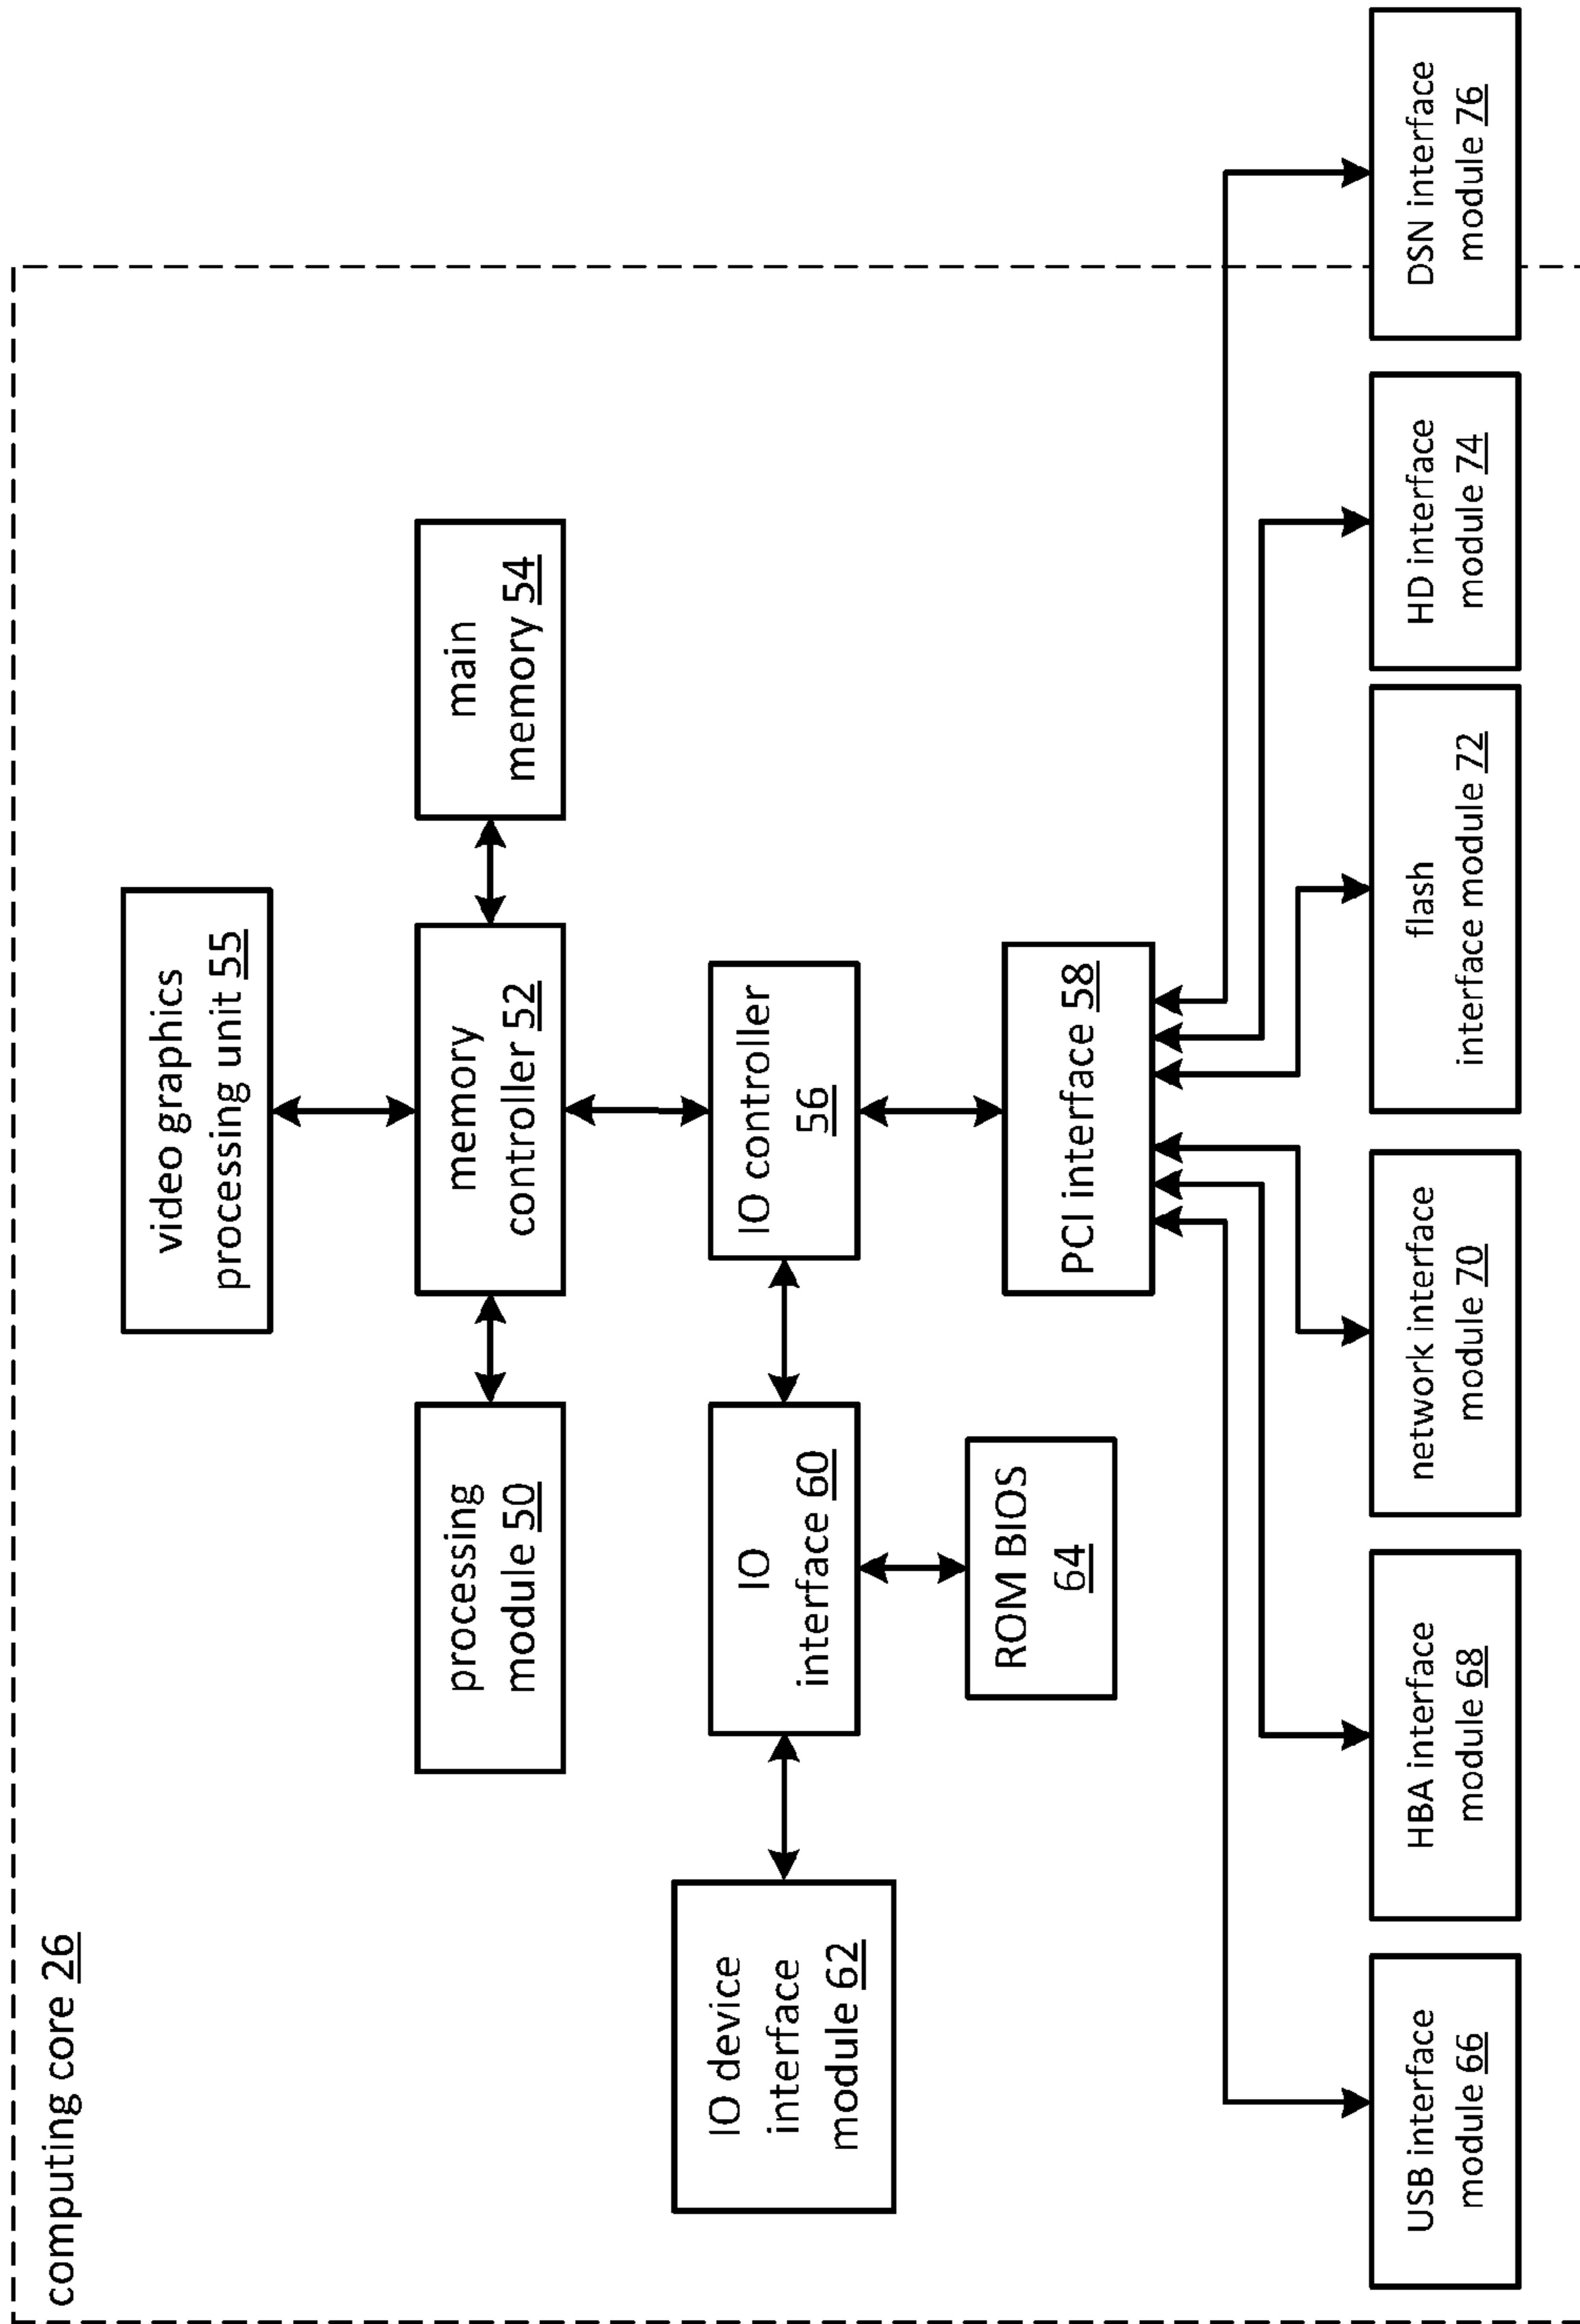 computing core 26
video graphics
processing unit 55
processing
module 50
memory
controller 52
main
memory 54
IO device
interface
module 62
IO
interface 60
IO controller
56
ROM BIOS
64
PCI interface 58
USB interface
module 66
HBA interface
module 68
network interface
module 70
flash
interface module 72
HD interface
module 74
DSN interface
module 76